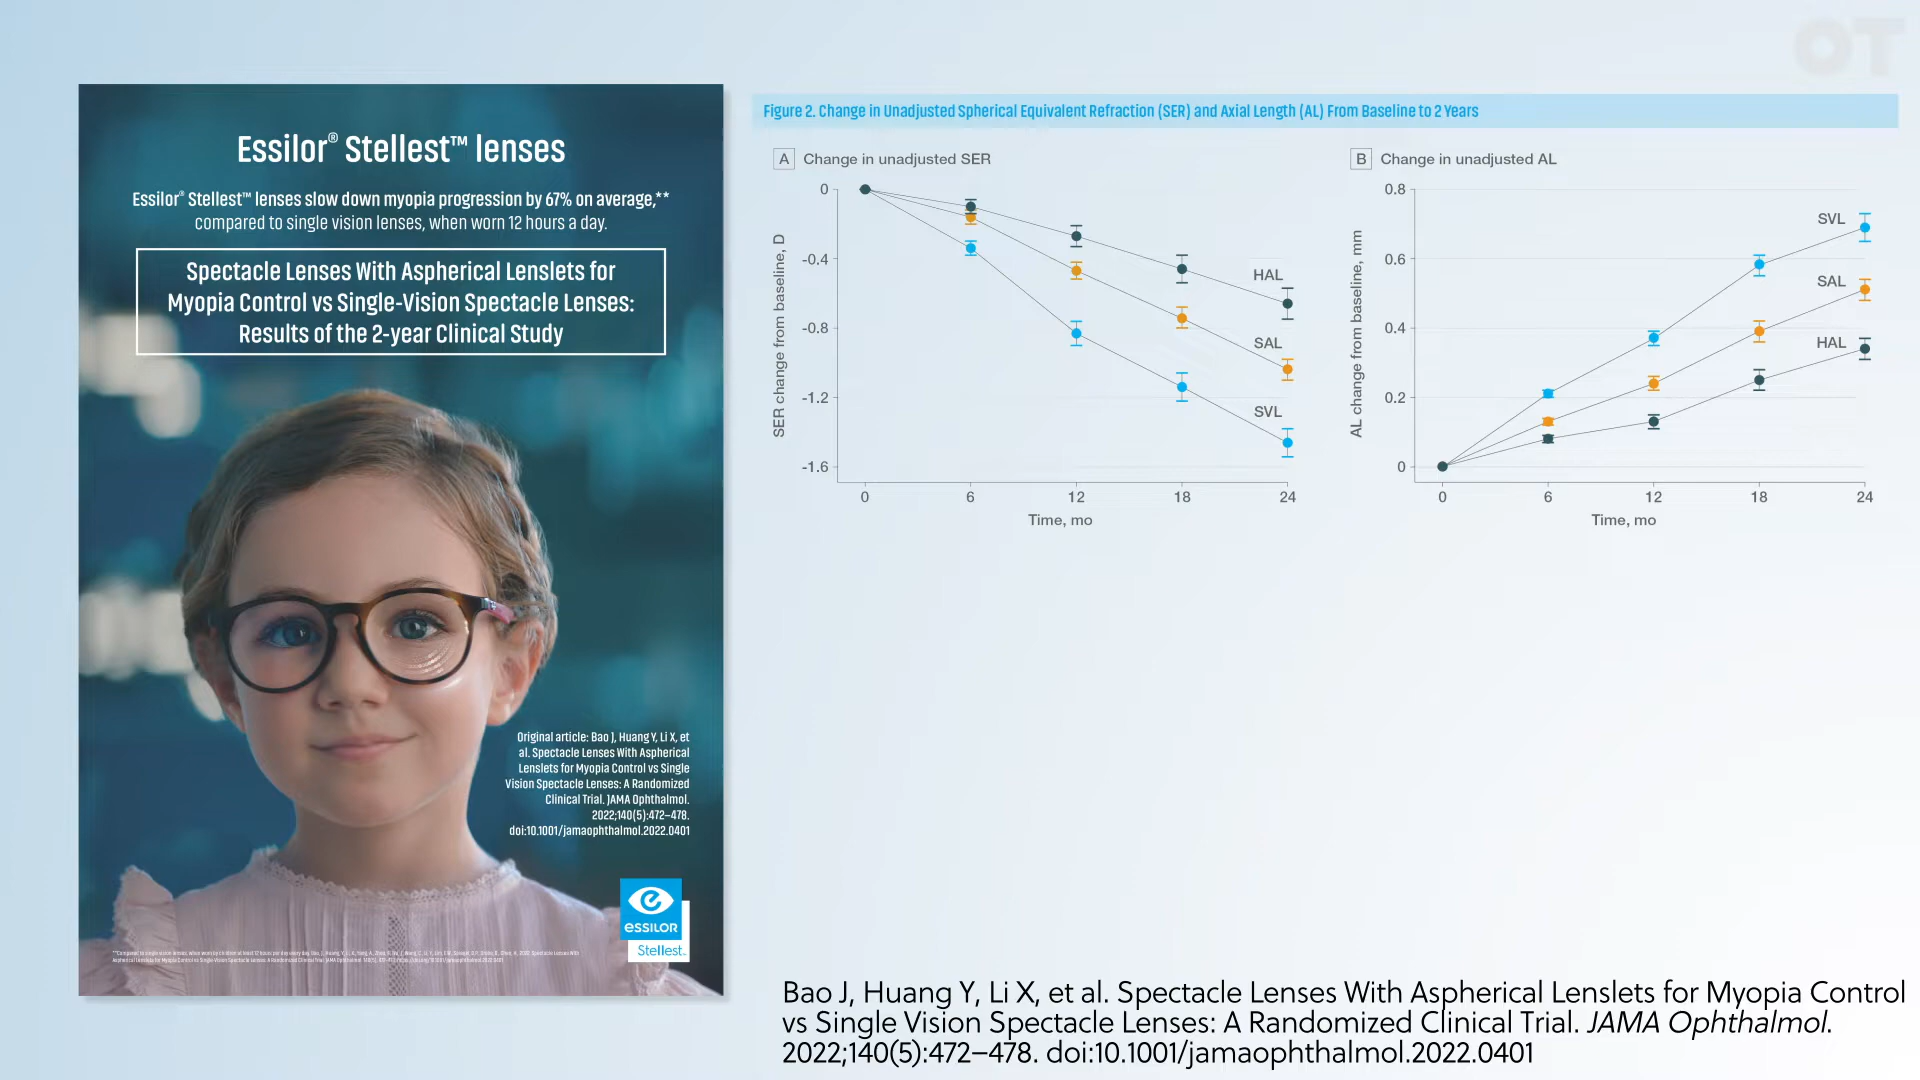 OT
Essilor® Stellest™ lenses
Essilor® Stellest™ lenses slow down myopia progression by 67% on average,**
compared to single vision lenses, when worn 12 hours a day.
Spectacle Lenses With Aspherical Lenslets for
Myopia Control vs Single-Vision Spectacle Lenses:
Results of the 2-year Clinical Study
Original article: Bao J, Huang Y, Li X, et
al. Spectacle Lenses With Aspherical
Lenslets for Myopia Control vs Single
Vision Spectacle Lenses: A Randomized
Clinical Trial. JAMA Ophthalmol.
2022;140(5):472–478.
doi:10.1001/jamaophthalmol.2022.0401
essilor
Stellest™
Figure 2. Change in Unadjusted Spherical Equivalent Refraction (SER) and Axial Length (AL) From Baseline to 2 Years
A Change in unadjusted SER
SER change from baseline, D
0
-0.4
-0.8
-1.2
-1.6
HAL
SAL
SVL
0 6 12 18 24
Time, mo
B Change in unadjusted AL
AL change from baseline, mm
0.8
0.6
0.4
0.2
0
SVL
SAL
HAL
0 6 12 18 24
Time, mo
Bao J, Huang Y, Li X, et al. Spectacle Lenses With Aspherical Lenslets for Myopia Control
vs Single Vision Spectacle Lenses: A Randomized Clinical Trial. JAMA Ophthalmol.
2022;140(5):472–478. doi:10.1001/jamaophthalmol.2022.0401